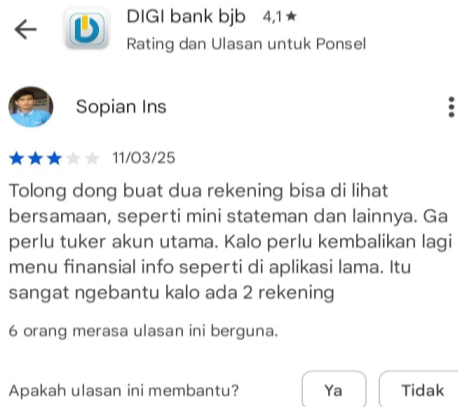 DIGI bank bjb 4,1★
Rating dan Ulasan untuk Ponsel
Sopian Ins
11/03/25
Tolong dong buat dua rekening bisa di lihat
bersamaan, seperti mini stateman dan lainnya. Ga
perlu tuker akun utama. Kalo perlu kembalikan lagi
menu finansial info seperti di aplikasi lama. Itu
sangat ngebantu kalo ada 2 rekening
6 orang merasa ulasan ini berguna.
Apakah ulasan ini membantu? Ya Tidak